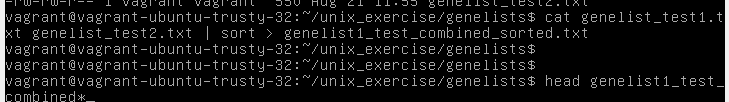 -rw-rw-r-- 1 vagrant vagrant  550 Aug 21 11:55 genelist_test2.txt
vagrant@vagrant-ubuntu-trusty-32:~/unix_exercise/genelists$ cat genelist_test1.t
xt genelist_test2.txt | sort > genelist1_test_combined_sorted.txt
vagrant@vagrant-ubuntu-trusty-32:~/unix_exercise/genelists$
vagrant@vagrant-ubuntu-trusty-32:~/unix_exercise/genelists$
vagrant@vagrant-ubuntu-trusty-32:~/unix_exercise/genelists$ head genelist1_test_
combined*_